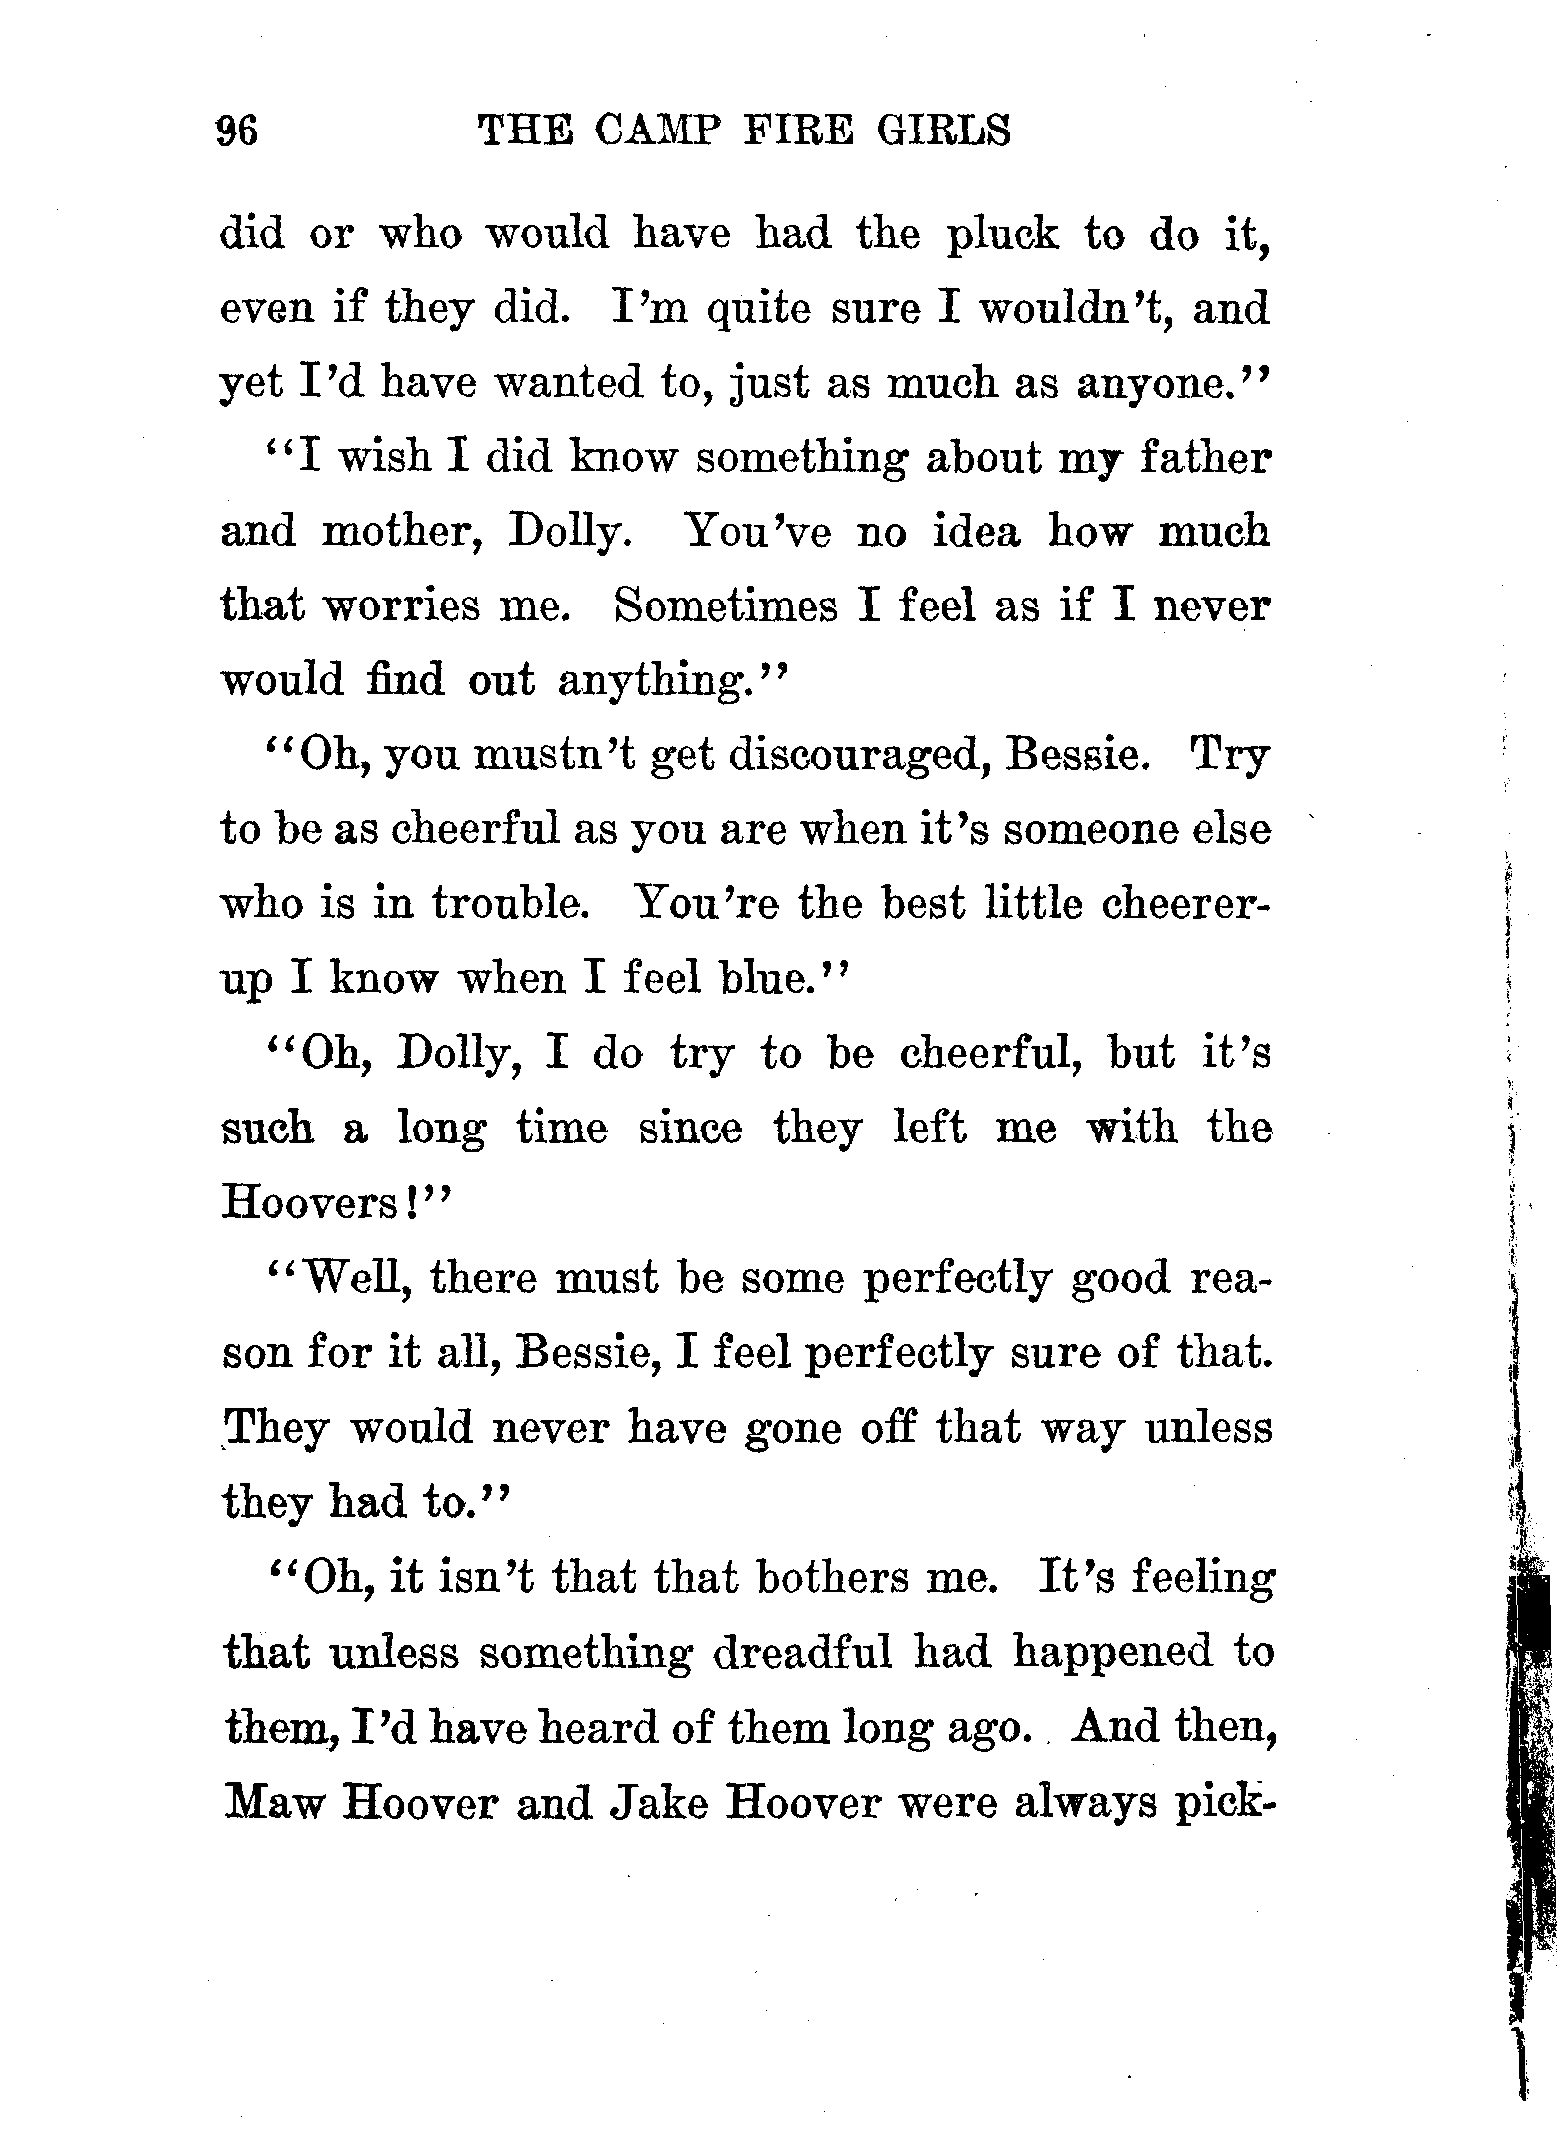 96 THE CAMP FIRE GIRLS
did or who would have had the pluck to do it,
even if they did. I'm quite sure I wouldn't, and
yet I'd have wanted to, just as much as anyone."
"I wish I did know something about my father
and mother, Dolly. You've no idea how much
that worries me. Sometimes I feel as if I never
would find out anything."
"Oh, you mustn't get discouraged, Bessie. Try
to be as cheerful as you are when it's someone else
who is in trouble. You're the best little cheerer-
up I know when I feel blue."
"Oh, Dolly, I do try to be cheerful, but it's
such a long time since they left me with the
Hoovers!"
"Well, there must be some perfectly good rea-
son for it all, Bessie, I feel perfectly sure of that.
They would never have gone off that way unless
they had to."
"Oh, it isn't that that bothers me. It's feeling
that unless something dreadful had happened to
them, I'd have heard of them long ago. And then,
Maw Hoover and Jake Hoover were always pick-